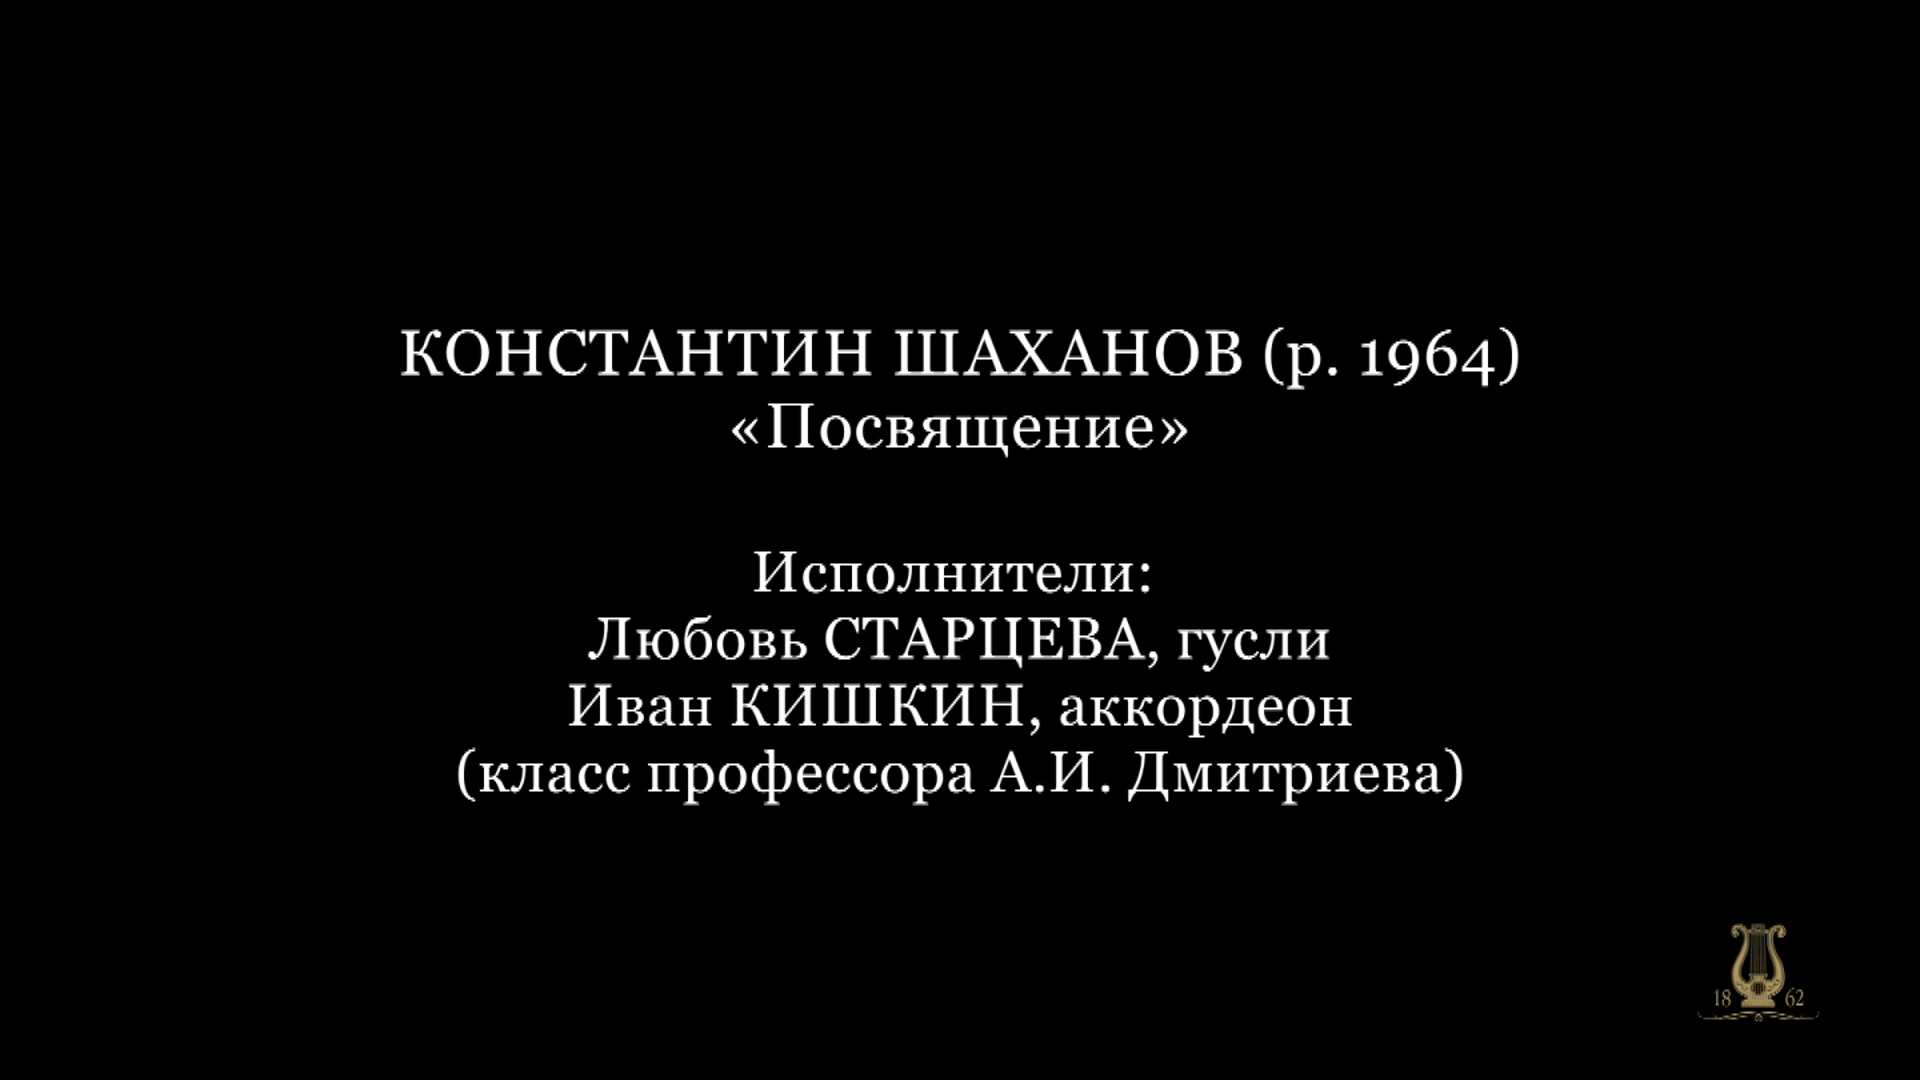 КОНСТАНТИН ШАХАНОВ (р. 1964)
«Посвящение»
Исполнители:
Любовь СТАРЦЕВА, гусли
Иван КИШКИН, аккордеон
(класс профессора А.И. Дмитриева)
18 62